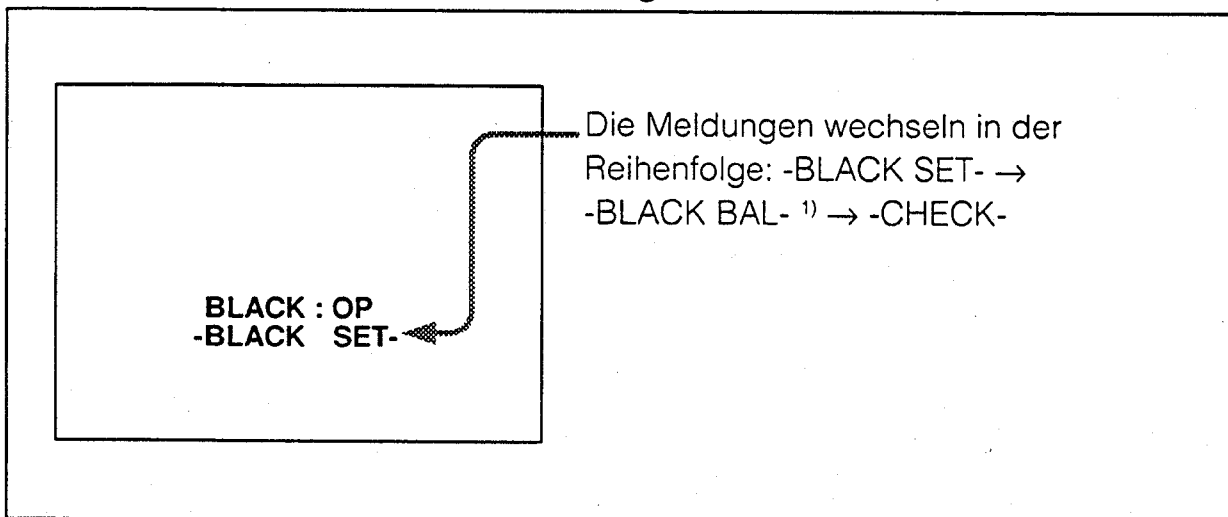 Die Meldungen wechseln in der
Reihenfolge: -BLACK SET- →
-BLACK BAL- ¹⁾ → -CHECK-
BLACK : OP
-BLACK SET-